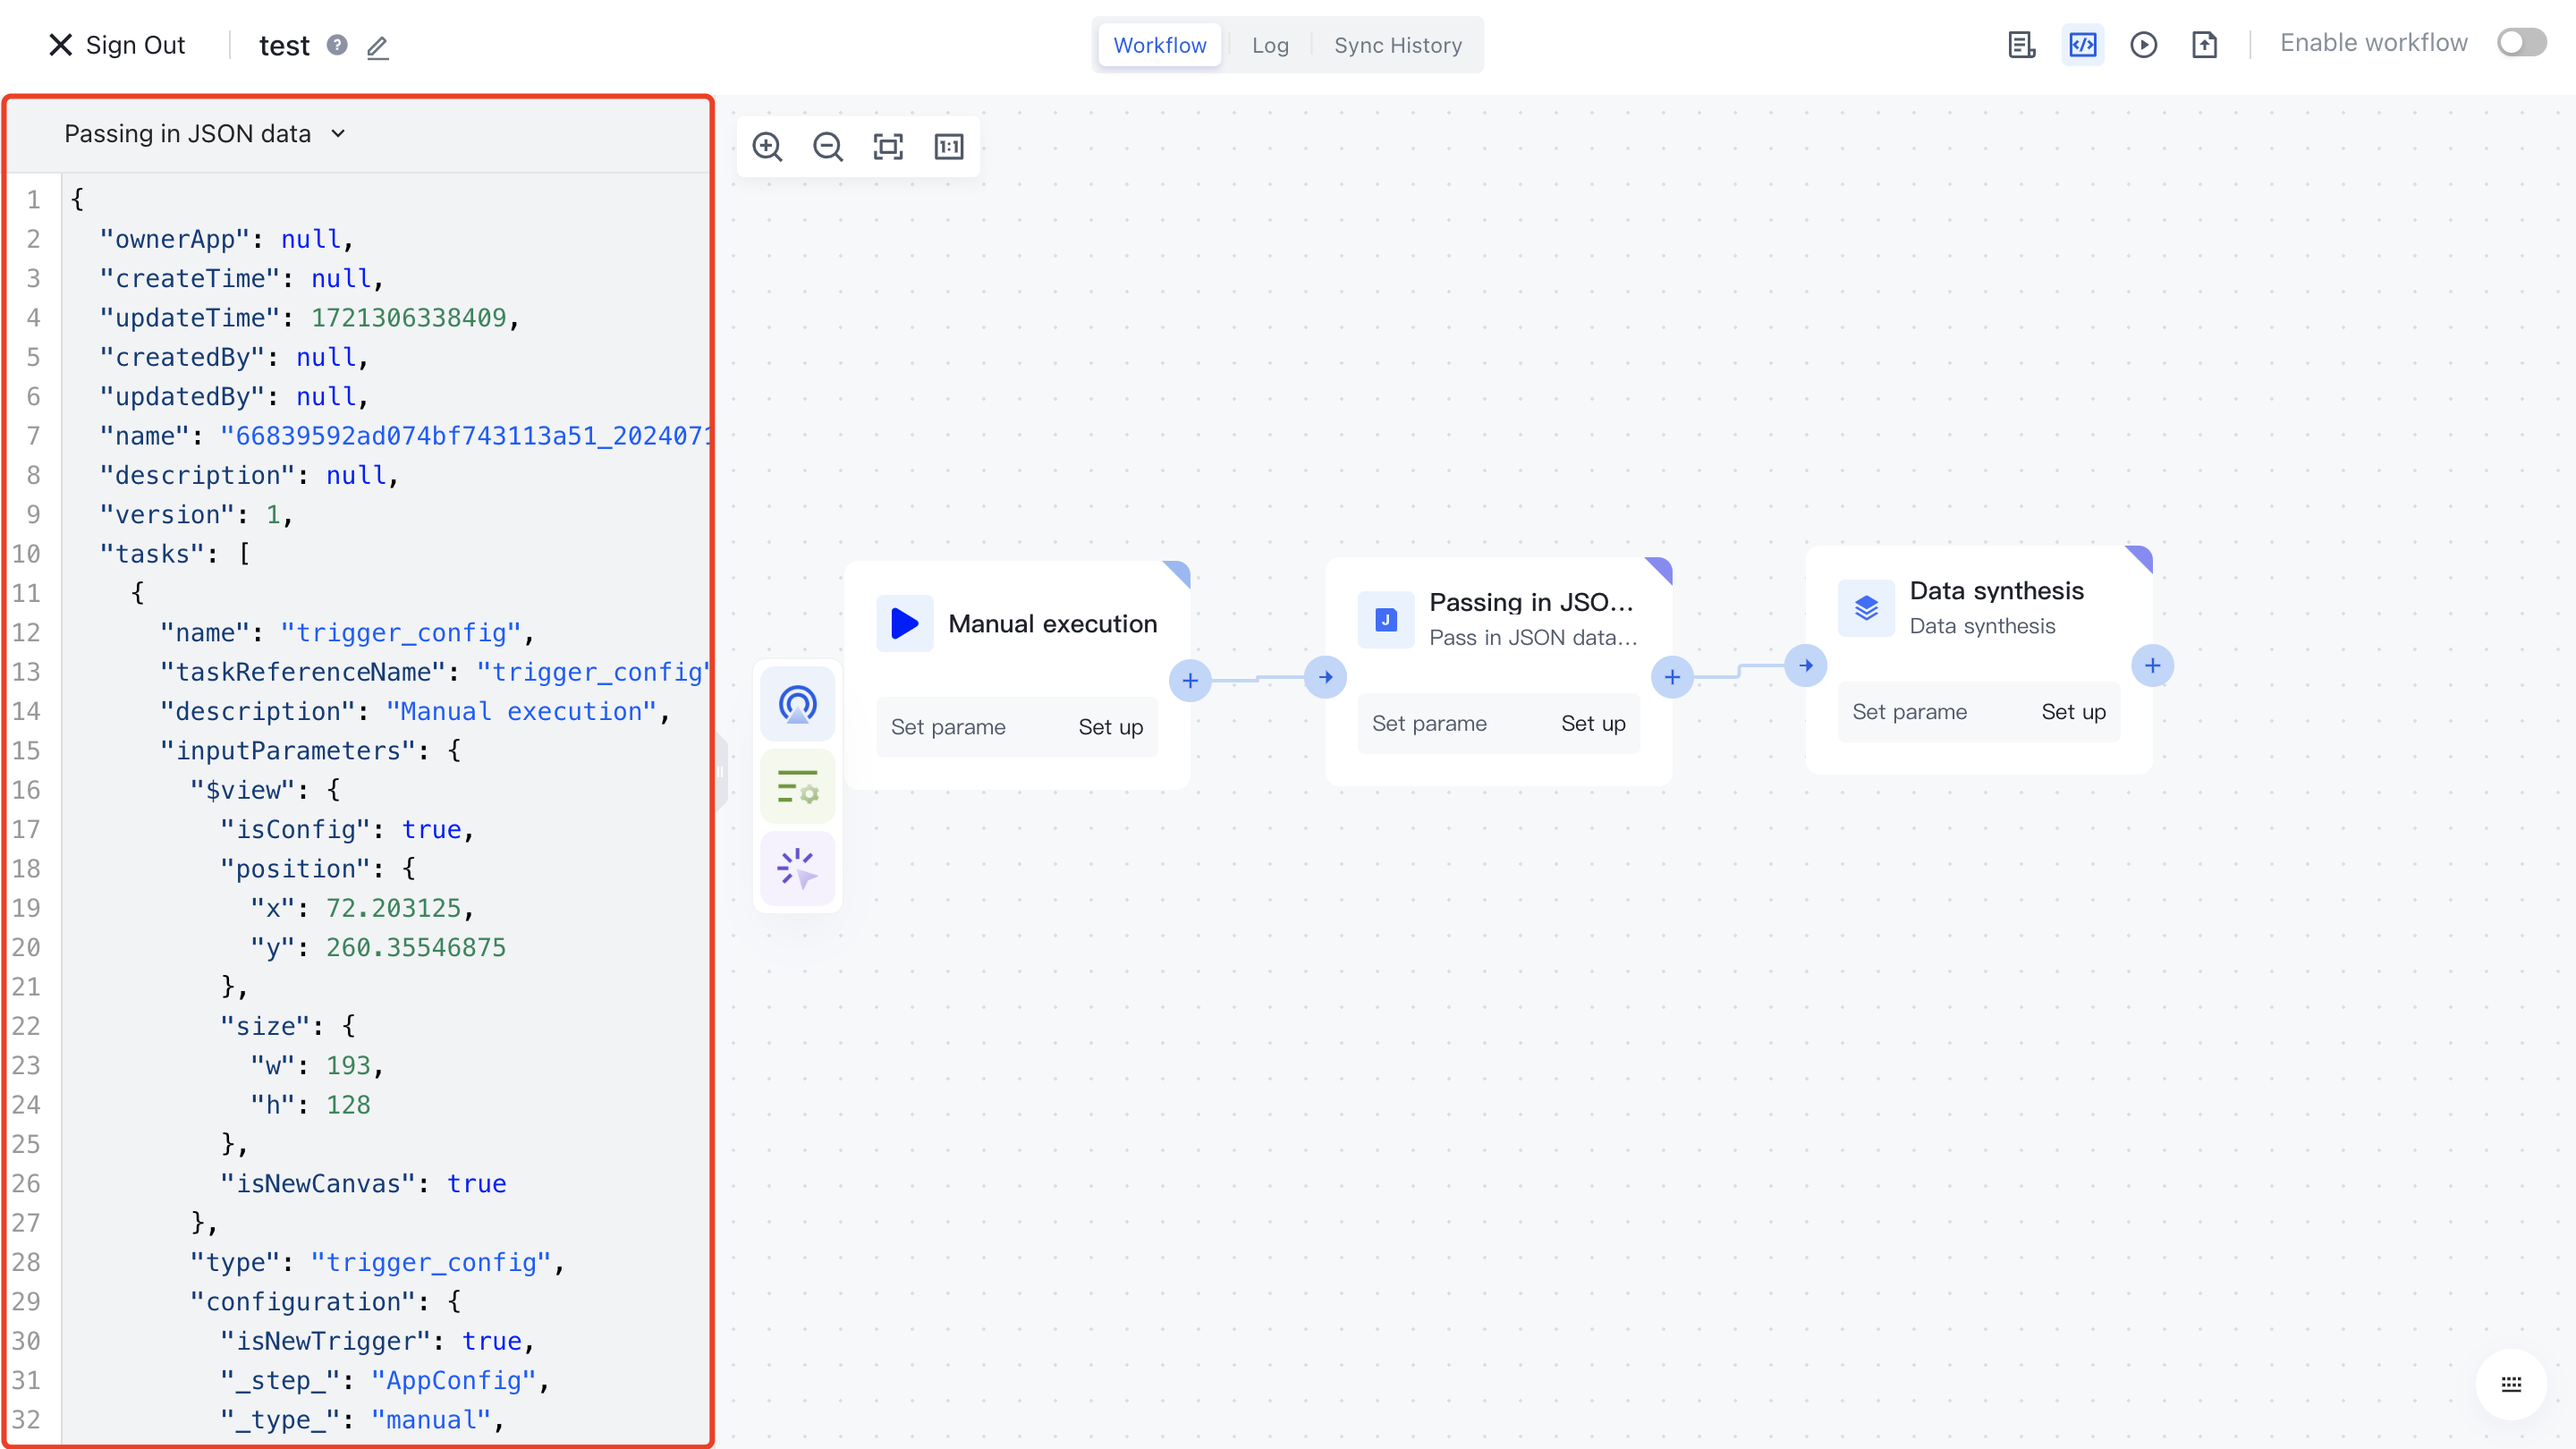 Sign Out
test
Workflow
Log
Sync History
Enable workflow
Passing in JSON data
1 {
2 "ownerApp": null,
3 "createTime": null,
4 "updateTime": 1721306338409,
5 "createdBy": null,
6 "updatedBy": null,
7 "name": "66839592ad074bf743113a51_2024071
8 "description": null,
9 "version": 1,
10 "tasks": [
11 {
12 "name": "trigger_config",
13 "taskReferenceName": "trigger_config"
14 "description": "Manual execution",
15 "inputParameters": {
16 "$view": {
17 "isConfig": true,
18 "position": {
19 "x": 72.203125,
20 "y": 260.35546875
21 },
22 "size": {
23 "w": 193,
24 "h": 128
25 },
26 "isNewCanvas": true
27 },
28 "type": "trigger_config",
29 "configuration": {
30 "isNewTrigger": true,
31 "_step_": "AppConfig",
32 "_type_": "manual",
1:1
Manual execution
Set parame
Set up
J
Passing in JSO...
Pass in JSON data...
Set parame
Set up
Data synthesis
Data synthesis
Set parame
Set up